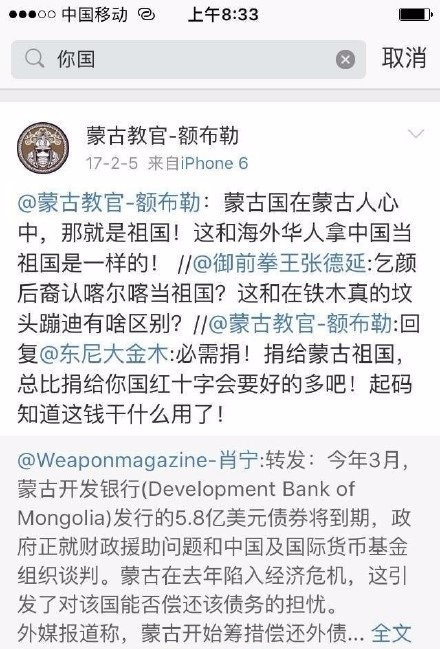 中国移动 上午8:33
你国 取消
蒙古教官-额布勒
17-2-5 来自iPhone 6
@蒙古教官-额布勒：蒙古国在蒙古人心
中，那就是祖国！这和海外华人拿中国当
祖国是一样的！ //@御前拳王张德延:乞颜
后裔认喀尔喀当祖国？这和在铁木真的坟
头蹦迪有啥区别？//@蒙古教官-额布勒:回
复@东尼大金木:必需捐！捐给蒙古祖国，
总比捐给你国红十字会要好的多吧！起码
知道这钱干什么用了！
@Weaponmagazine-肖宁:转发：今年3月，
蒙古开发银行(Development Bank of
Mongolia)发行的5.8亿美元债券将到期，政
府正就财政援助问题和中国及国际货币基金
组织谈判。蒙古在去年陷入经济危机，这引
发了对该国能否偿还该债务的担忧。
外媒报道称，蒙古开始筹措偿还外债... 全文